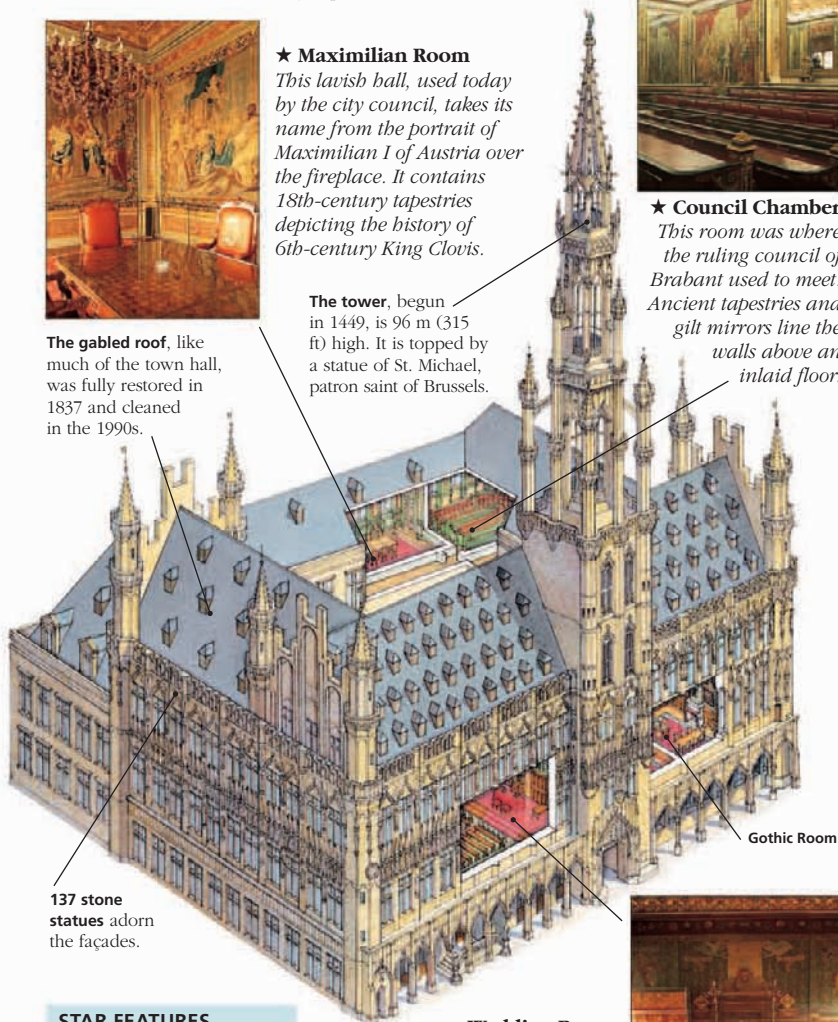 ★ Maximilian Room
This lavish hall, used today
by the city council, takes its
name from the portrait of
Maximilian I of Austria over
the fireplace. It contains
18th-century tapestries
depicting the history of
6th-century King Clovis.
★ Council Chamber
This room was where
the ruling council of
Brabant used to meet.
Ancient tapestries and
gilt mirrors line the
walls above an
inlaid floor
The tower, begun
in 1449, is 96 m (315
ft) high. It is topped by
a statue of St. Michael,
patron saint of Brussels.
The gabled roof, like
much of the town hall,
was fully restored in
1837 and cleaned
in the 1990s.
Gothic Room
137 stone
statues adorn
the façades.
STAR FEATURES